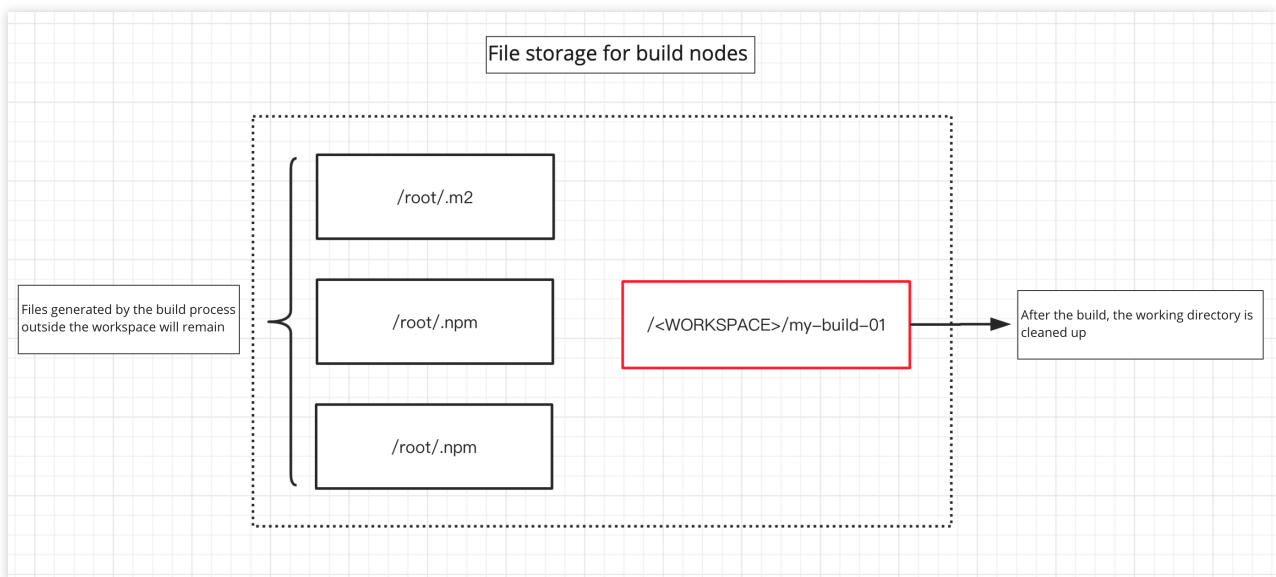 File storage for build nodes
/root/.m2
Files generated by the build process
outside the workspace will remain
/root/.npm
/<WORKSPACE>/my-build-01
After the build, the working directory is
cleaned up
/root/.npm